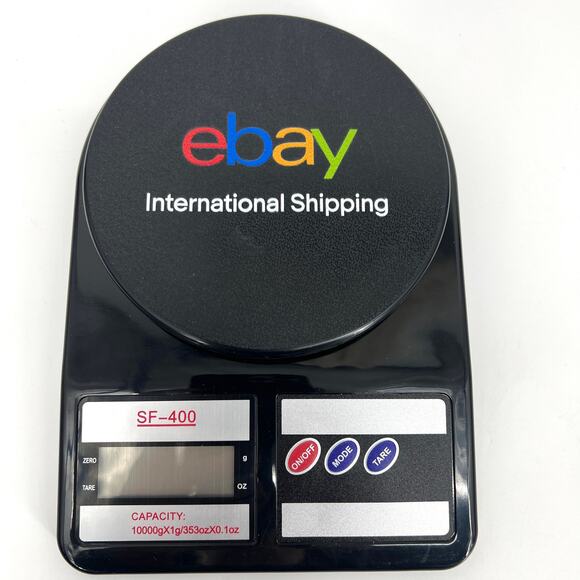 ebay
International Shipping
SF-400
ZERO
g
TARE
OZ
ON/OFF
MODE
TARE
CAPACITY:
10000gX1g/353ozX0.1oz